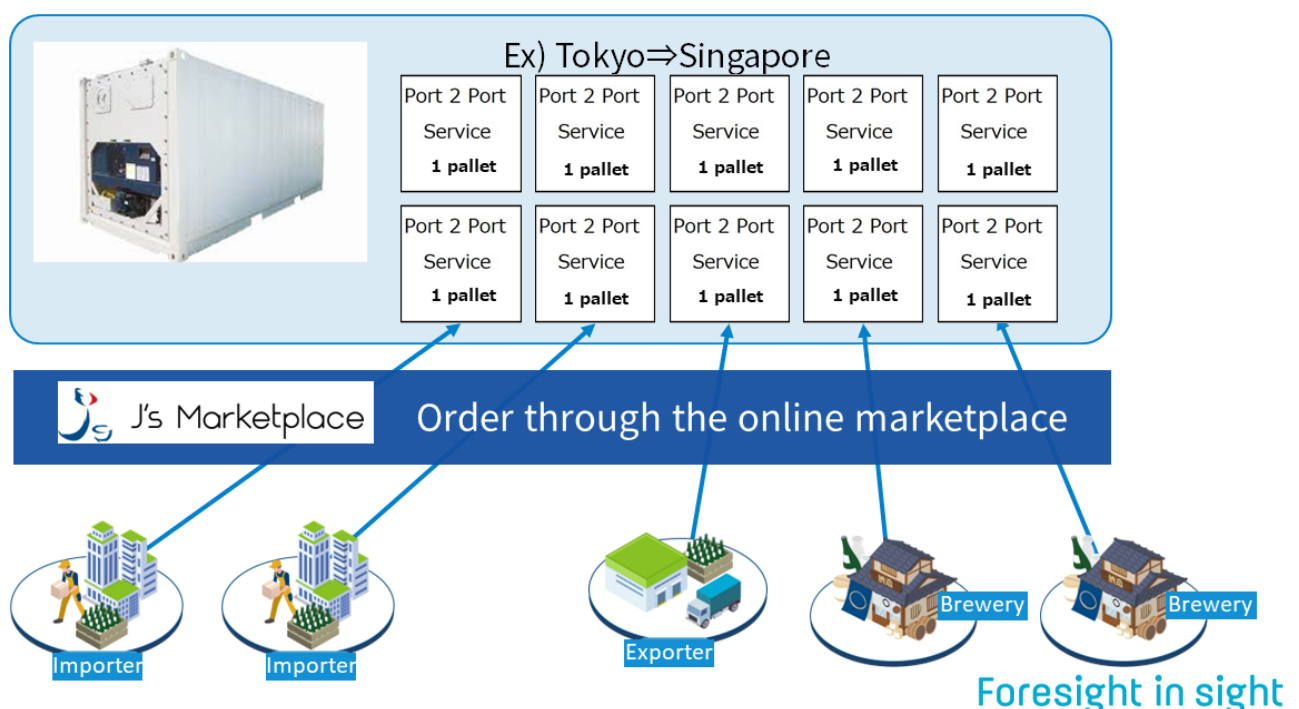 Ex) Tokyo⇒Singapore
Port 2 Port
Service
1 pallet
Port 2 Port
Service
1 pallet
Port 2 Port
Service
1 pallet
Port 2 Port
Service
1 pallet
Port 2 Port
Service
1 pallet
Port 2 Port
Service
1 pallet
Port 2 Port
Service
1 pallet
Port 2 Port
Service
1 pallet
Port 2 Port
Service
1 pallet
Port 2 Port
Service
1 pallet
J's Marketplace
Order through the online marketplace
Importer
Importer
Exporter
Brewery
Brewery
Foresight in sight